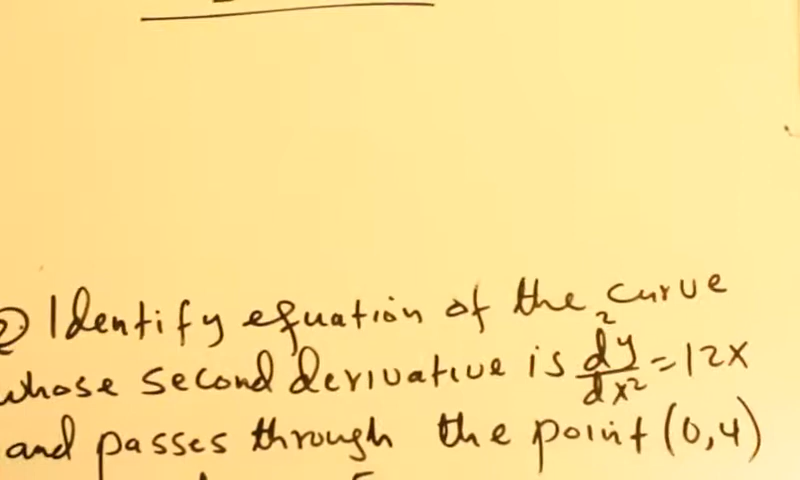 ② Identify equation of the curve
whose second derivative is d²y/dx² = 12x
and passes through the point (0,4)